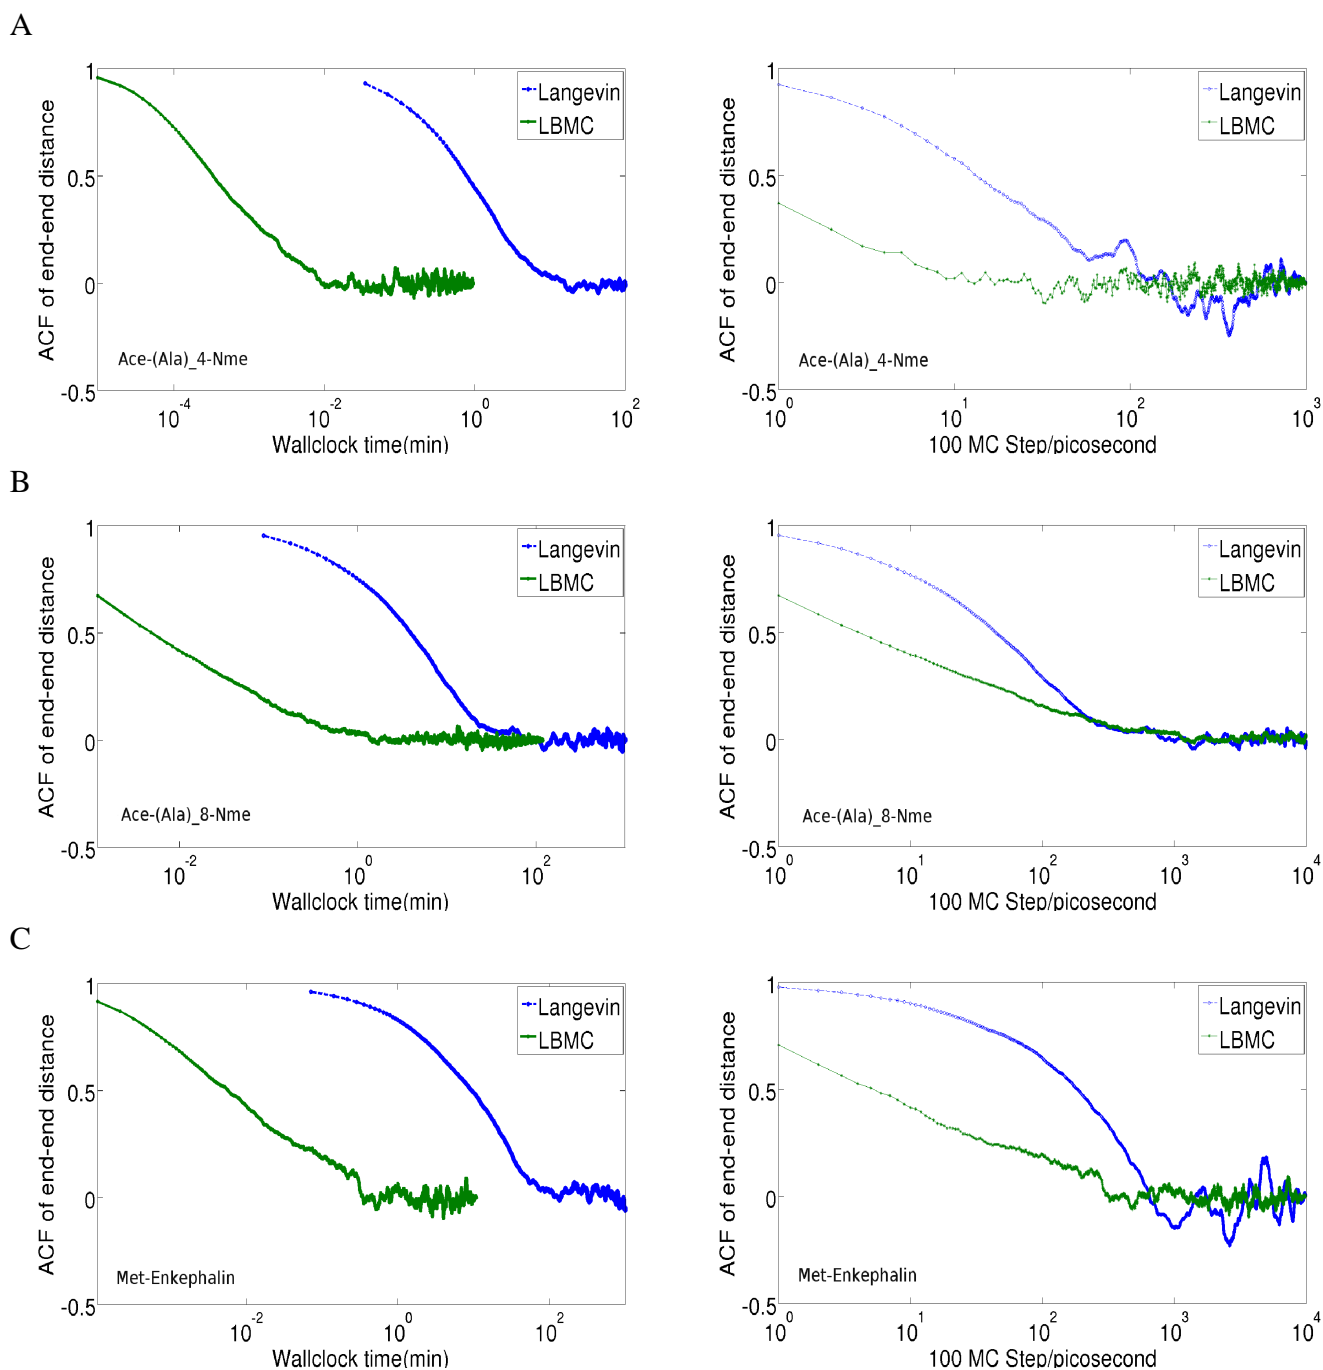 A
ACF of end-end distance
1
0.5
0
-0.5
Langevin
LBMC
Ace-(Ala)_4-Nme
10^-4
10^-2
10^0
10^2
Wallclock time(min)
ACF of end-end distance
1
0.5
0
-0.5
Langevin
LBMC
Ace-(Ala)_4-Nme
10^0
10^1
10^2
10^3
100 MC Step/picosecond
B
ACF of end-end distance
1
0.5
0
-0.5
Langevin
LBMC
Ace-(Ala)_8-Nme
10^-2
10^0
10^2
Wallclock time(min)
ACF of end-end distance
1
0.5
0
-0.5
Langevin
LBMC
Ace-(Ala)_8-Nme
10^0
10^1
10^2
10^3
10^4
100 MC Step/picosecond
C
ACF of end-end distance
1
0.5
0
-0.5
Langevin
LBMC
Met-Enkephalin
10^-2
10^0
10^2
Wallclock time(min)
ACF of end-end distance
1
0.5
0
-0.5
Langevin
LBMC
Met-Enkephalin
10^0
10^1
10^2
10^3
10^4
100 MC Step/picosecond